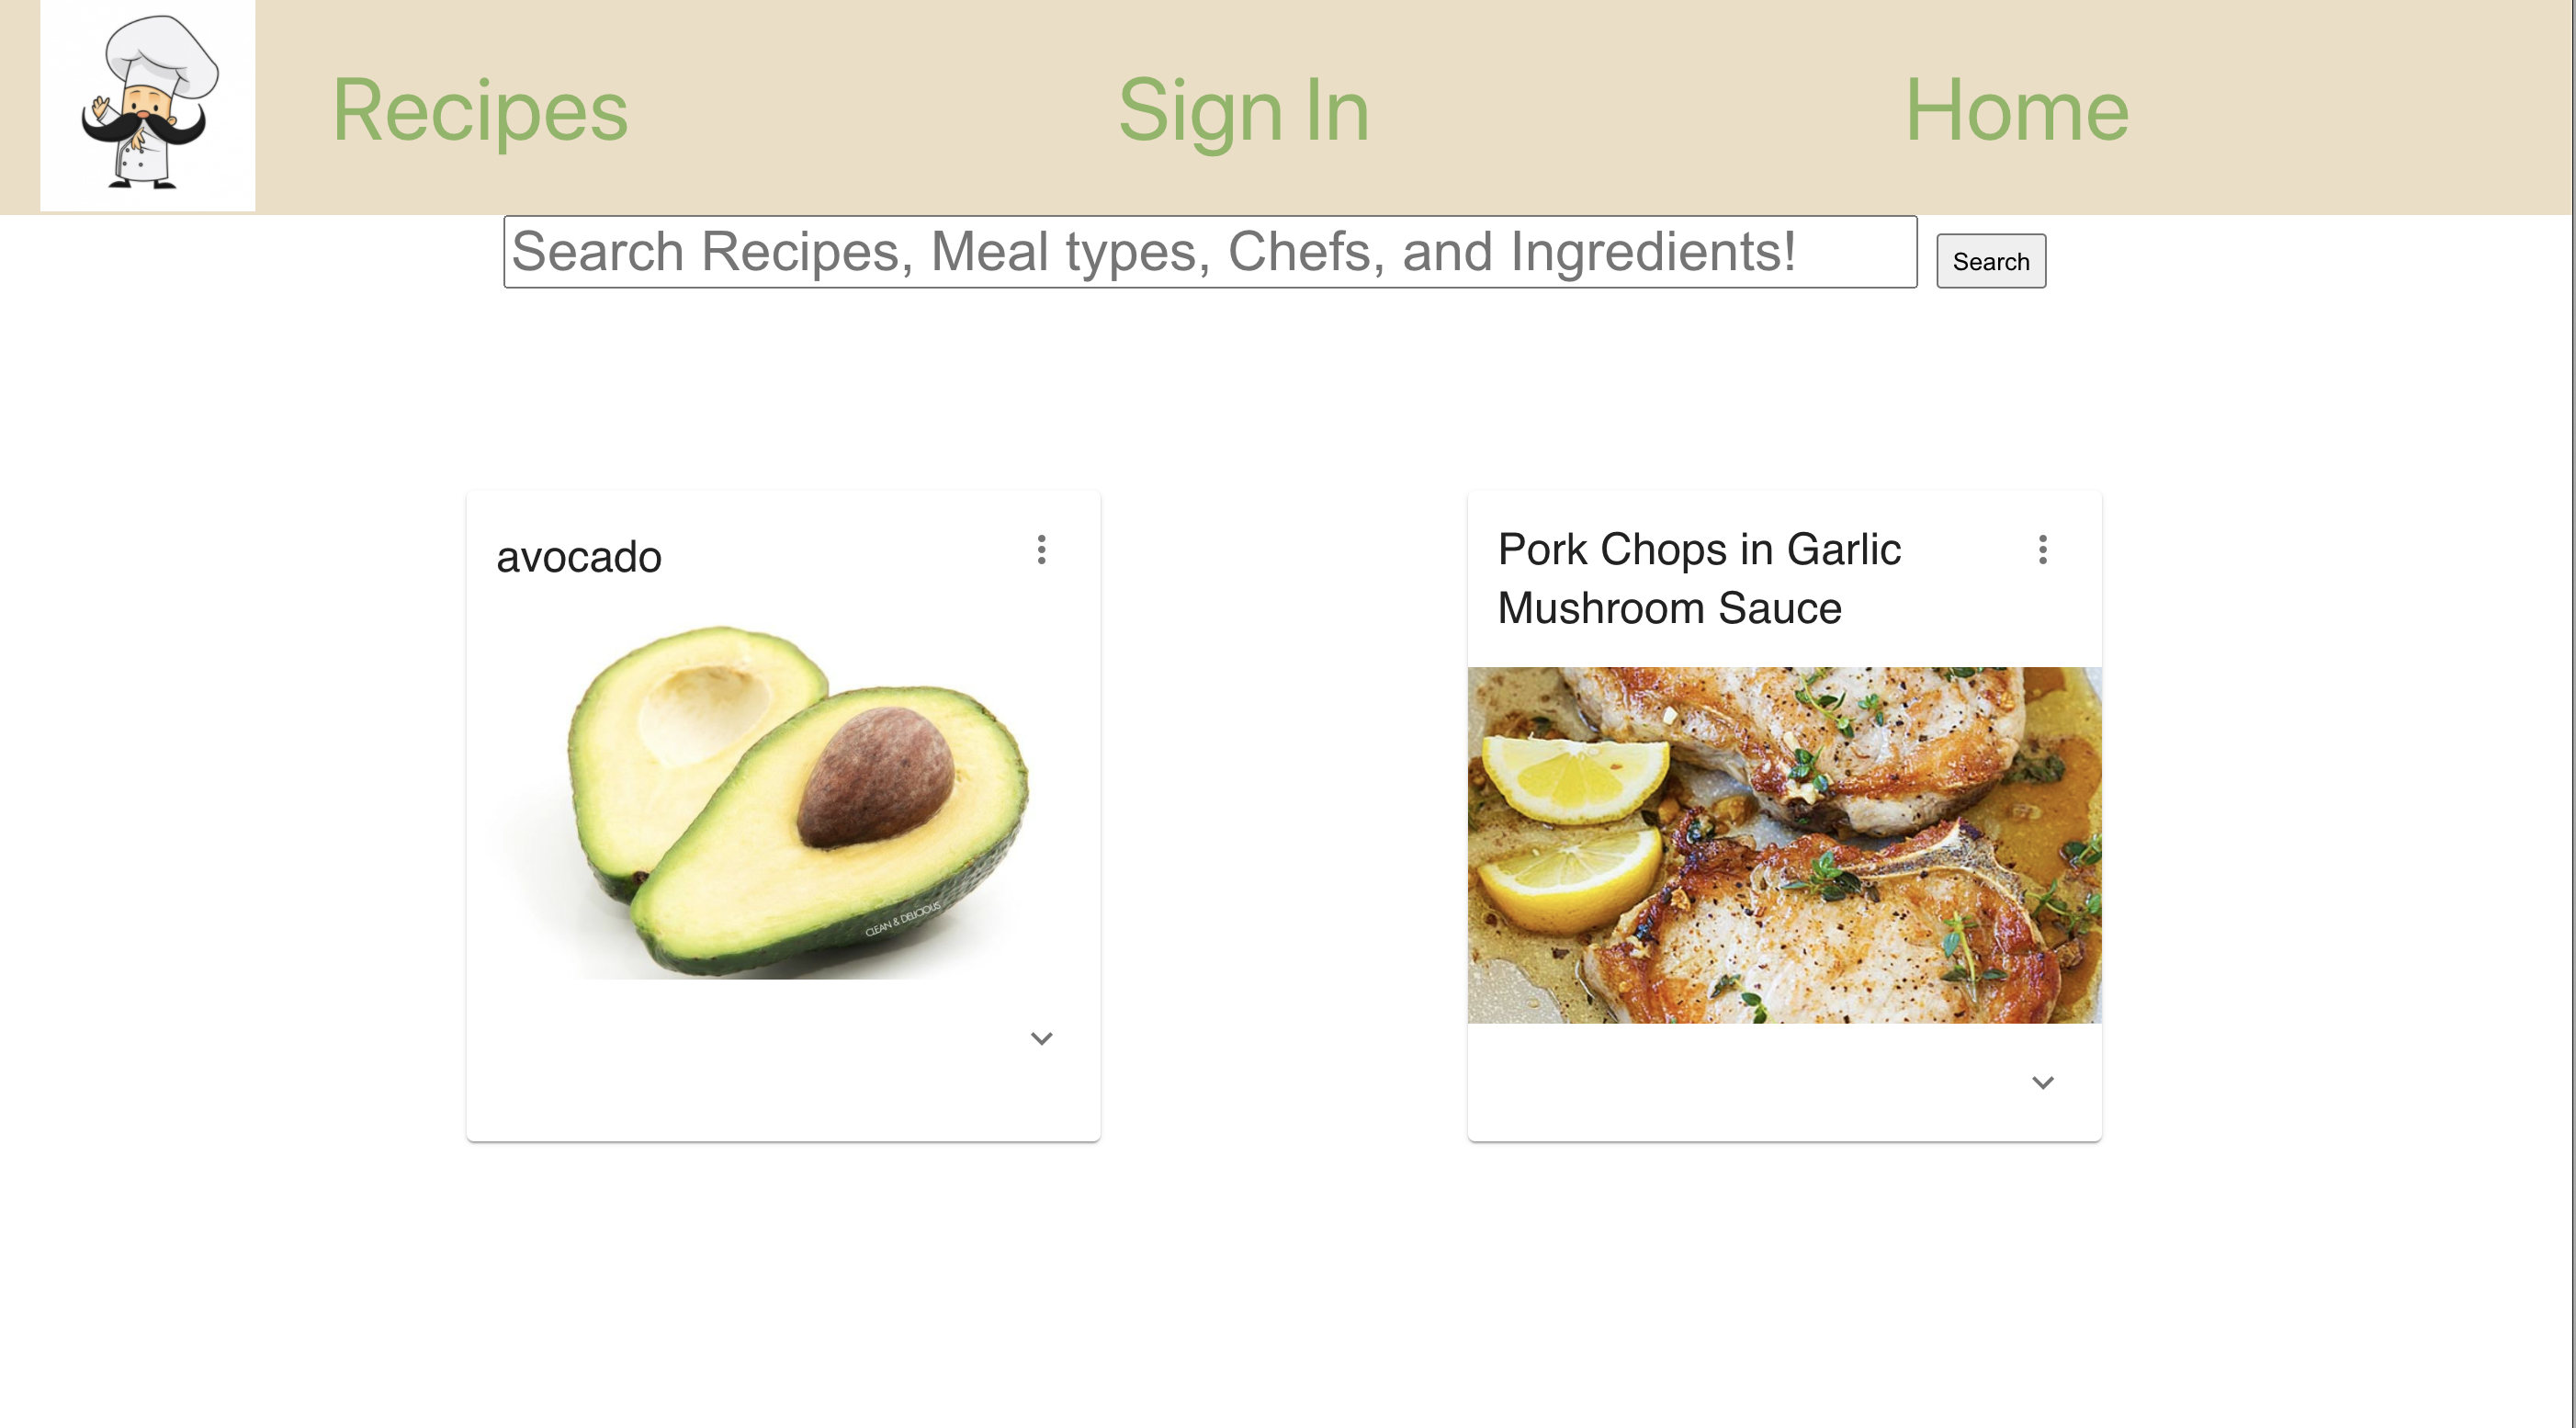 Recipes
Sign In
Home
Search Recipes, Meal types, Chefs, and Ingredients!
Search
avocado
Pork Chops in Garlic
Mushroom Sauce
CLEAN & DELICIOUS